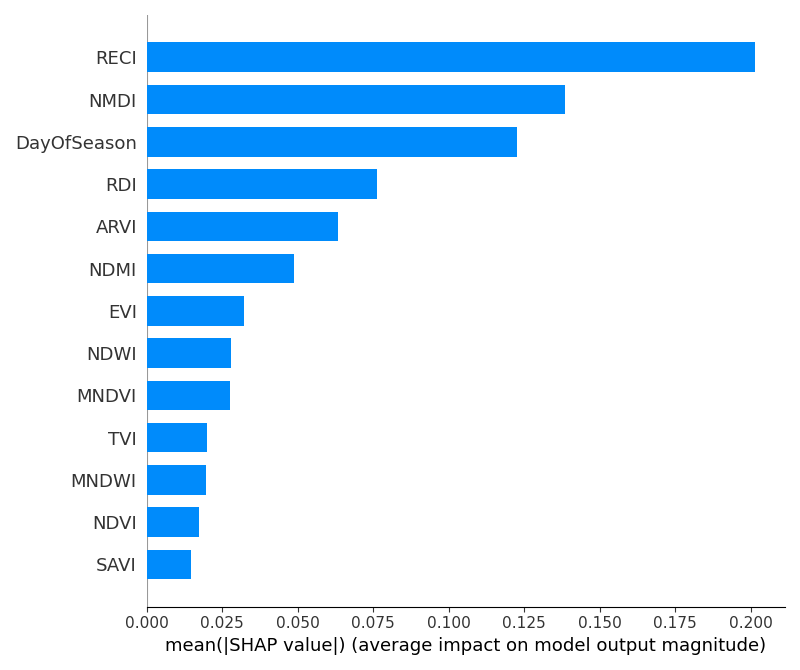 RECI
NMDI
DayOfSeason
RDI
ARVI
NDMI
EVI
NDWI
MNDVI
TVI
MNDWI
NDVI
SAVI
0.000 0.025 0.050 0.075 0.100 0.125 0.150 0.175 0.200
mean(|SHAP value|) (average impact on model output magnitude)